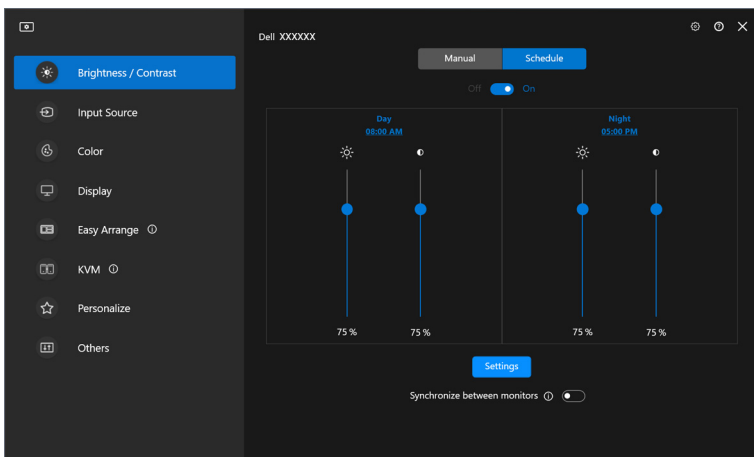 Dell XXXXXX
Manual Schedule
Off On
Brightness / Contrast
Input Source
Color
Display
Easy Arrange
KVM
Personalize
Others
Day
08:00 AM
75 % 75 %
Night
05:00 PM
75 % 75 %
Settings
Synchronize between monitors